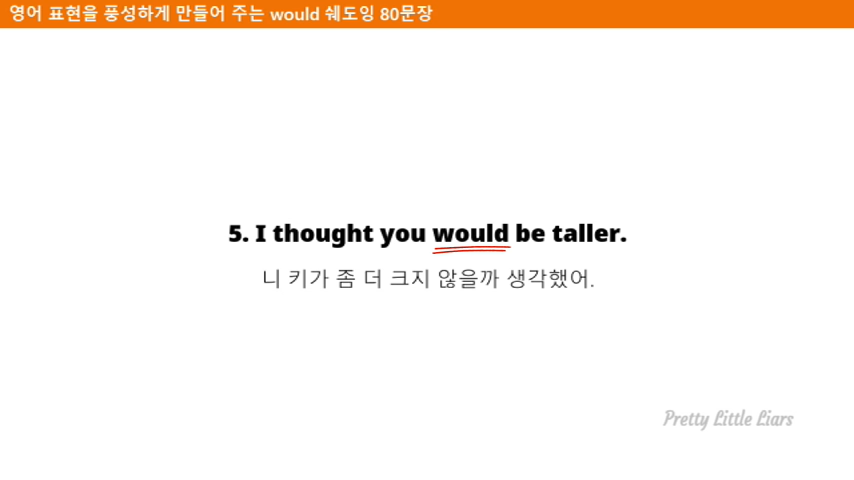 영어 표현을 풍성하게 만들어 주는 would 쉐도잉 80문장
5. I thought you would be taller.
니 키가 좀 더 크지 않을까 생각했어.
Pretty Little Liars